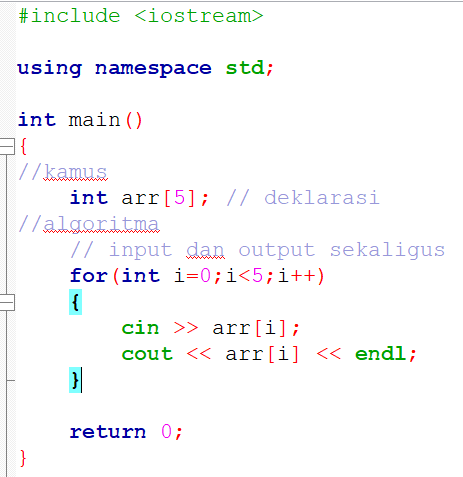 #include <iostream>
using namespace std;
int main()
{
//kamus
int arr[5]; // deklarasi
//algoritma
// input dan output sekaligus
for(int i=0;i<5;i++)
{
cin >> arr[i];
cout << arr[i] << endl;
}
return 0;
}